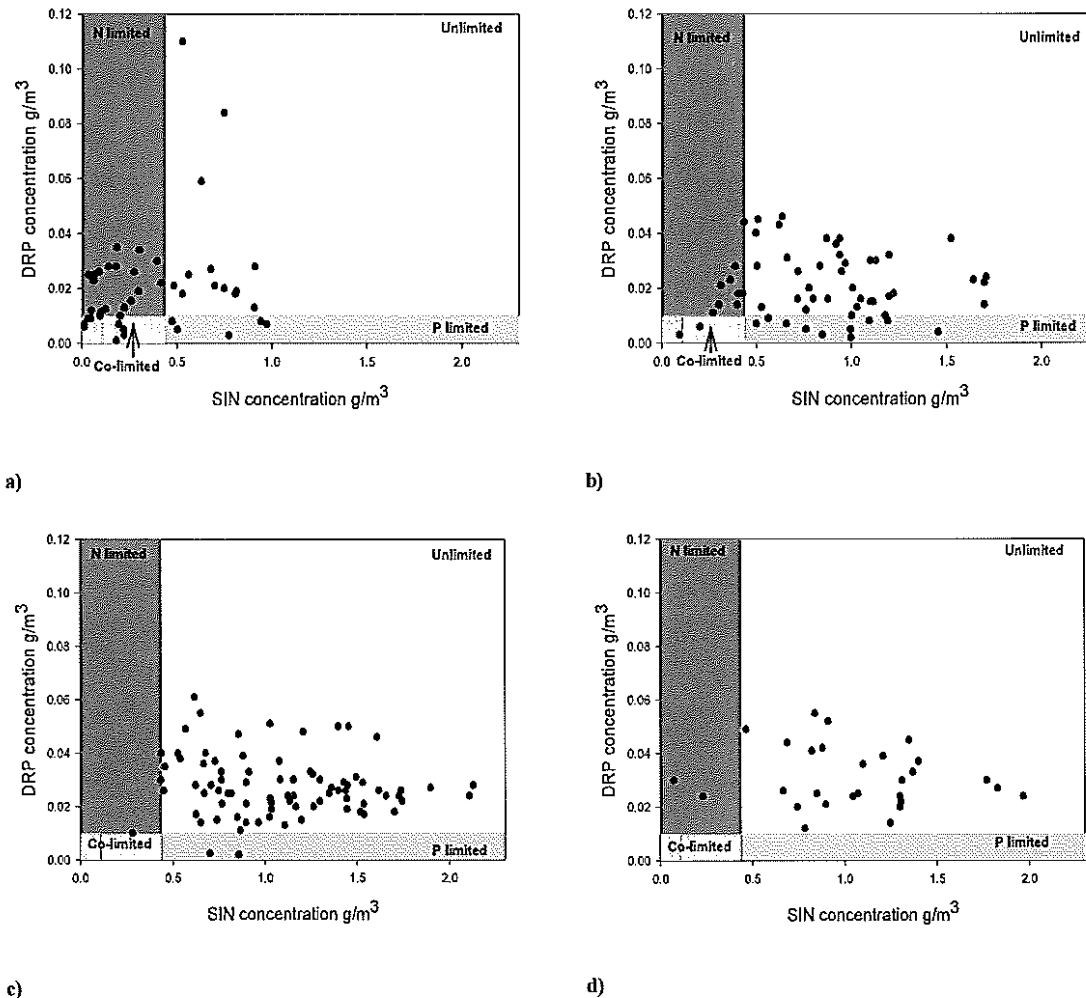 N limited
Unlimited
0.12
0.10
0.08
0.06
0.04
0.02
0.00
DRP concentration g/m³
P limited
Co-limited
0.0 0.5 1.0 1.5 2.0
SIN concentration g/m³
a)
N limited
Unlimited
0.12
0.10
0.08
0.06
0.04
0.02
0.00
DRP concentration g/m³
P limited
Co-limited
0.0 0.5 1.0 1.5 2.0
SIN concentration g/m³
b)
N limited
Unlimited
0.12
0.10
0.08
0.06
0.04
0.02
0.00
DRP concentration g/m³
Co-limited
P limited
0.0 0.5 1.0 1.5 2.0
SIN concentration g/m³
c)
N limited
Unlimited
0.12
0.10
0.08
0.06
0.04
0.02
0.00
DRP concentration g/m³
Co-limited
P limited
0.0 0.5 1.0 1.5 2.0
SIN concentration g/m³
d)